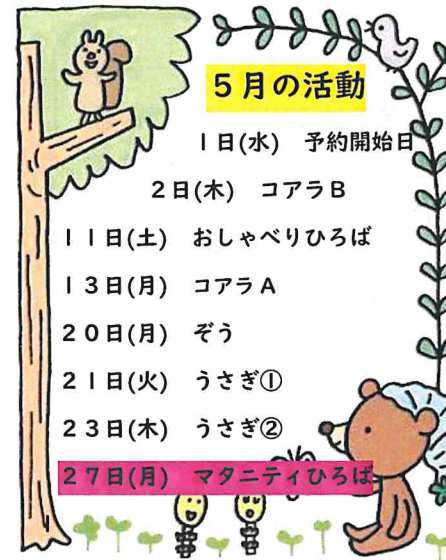 ５月の活動
１日(水)　予約開始日
２日(木)　コアラＢ
１１日(土)　おしゃべりひろば
１３日(月)　コアラＡ
２０日(月)　ぞう
２１日(火)　うさぎ①
２３日(木)　うさぎ②
２７日(月)　マタニティひろば